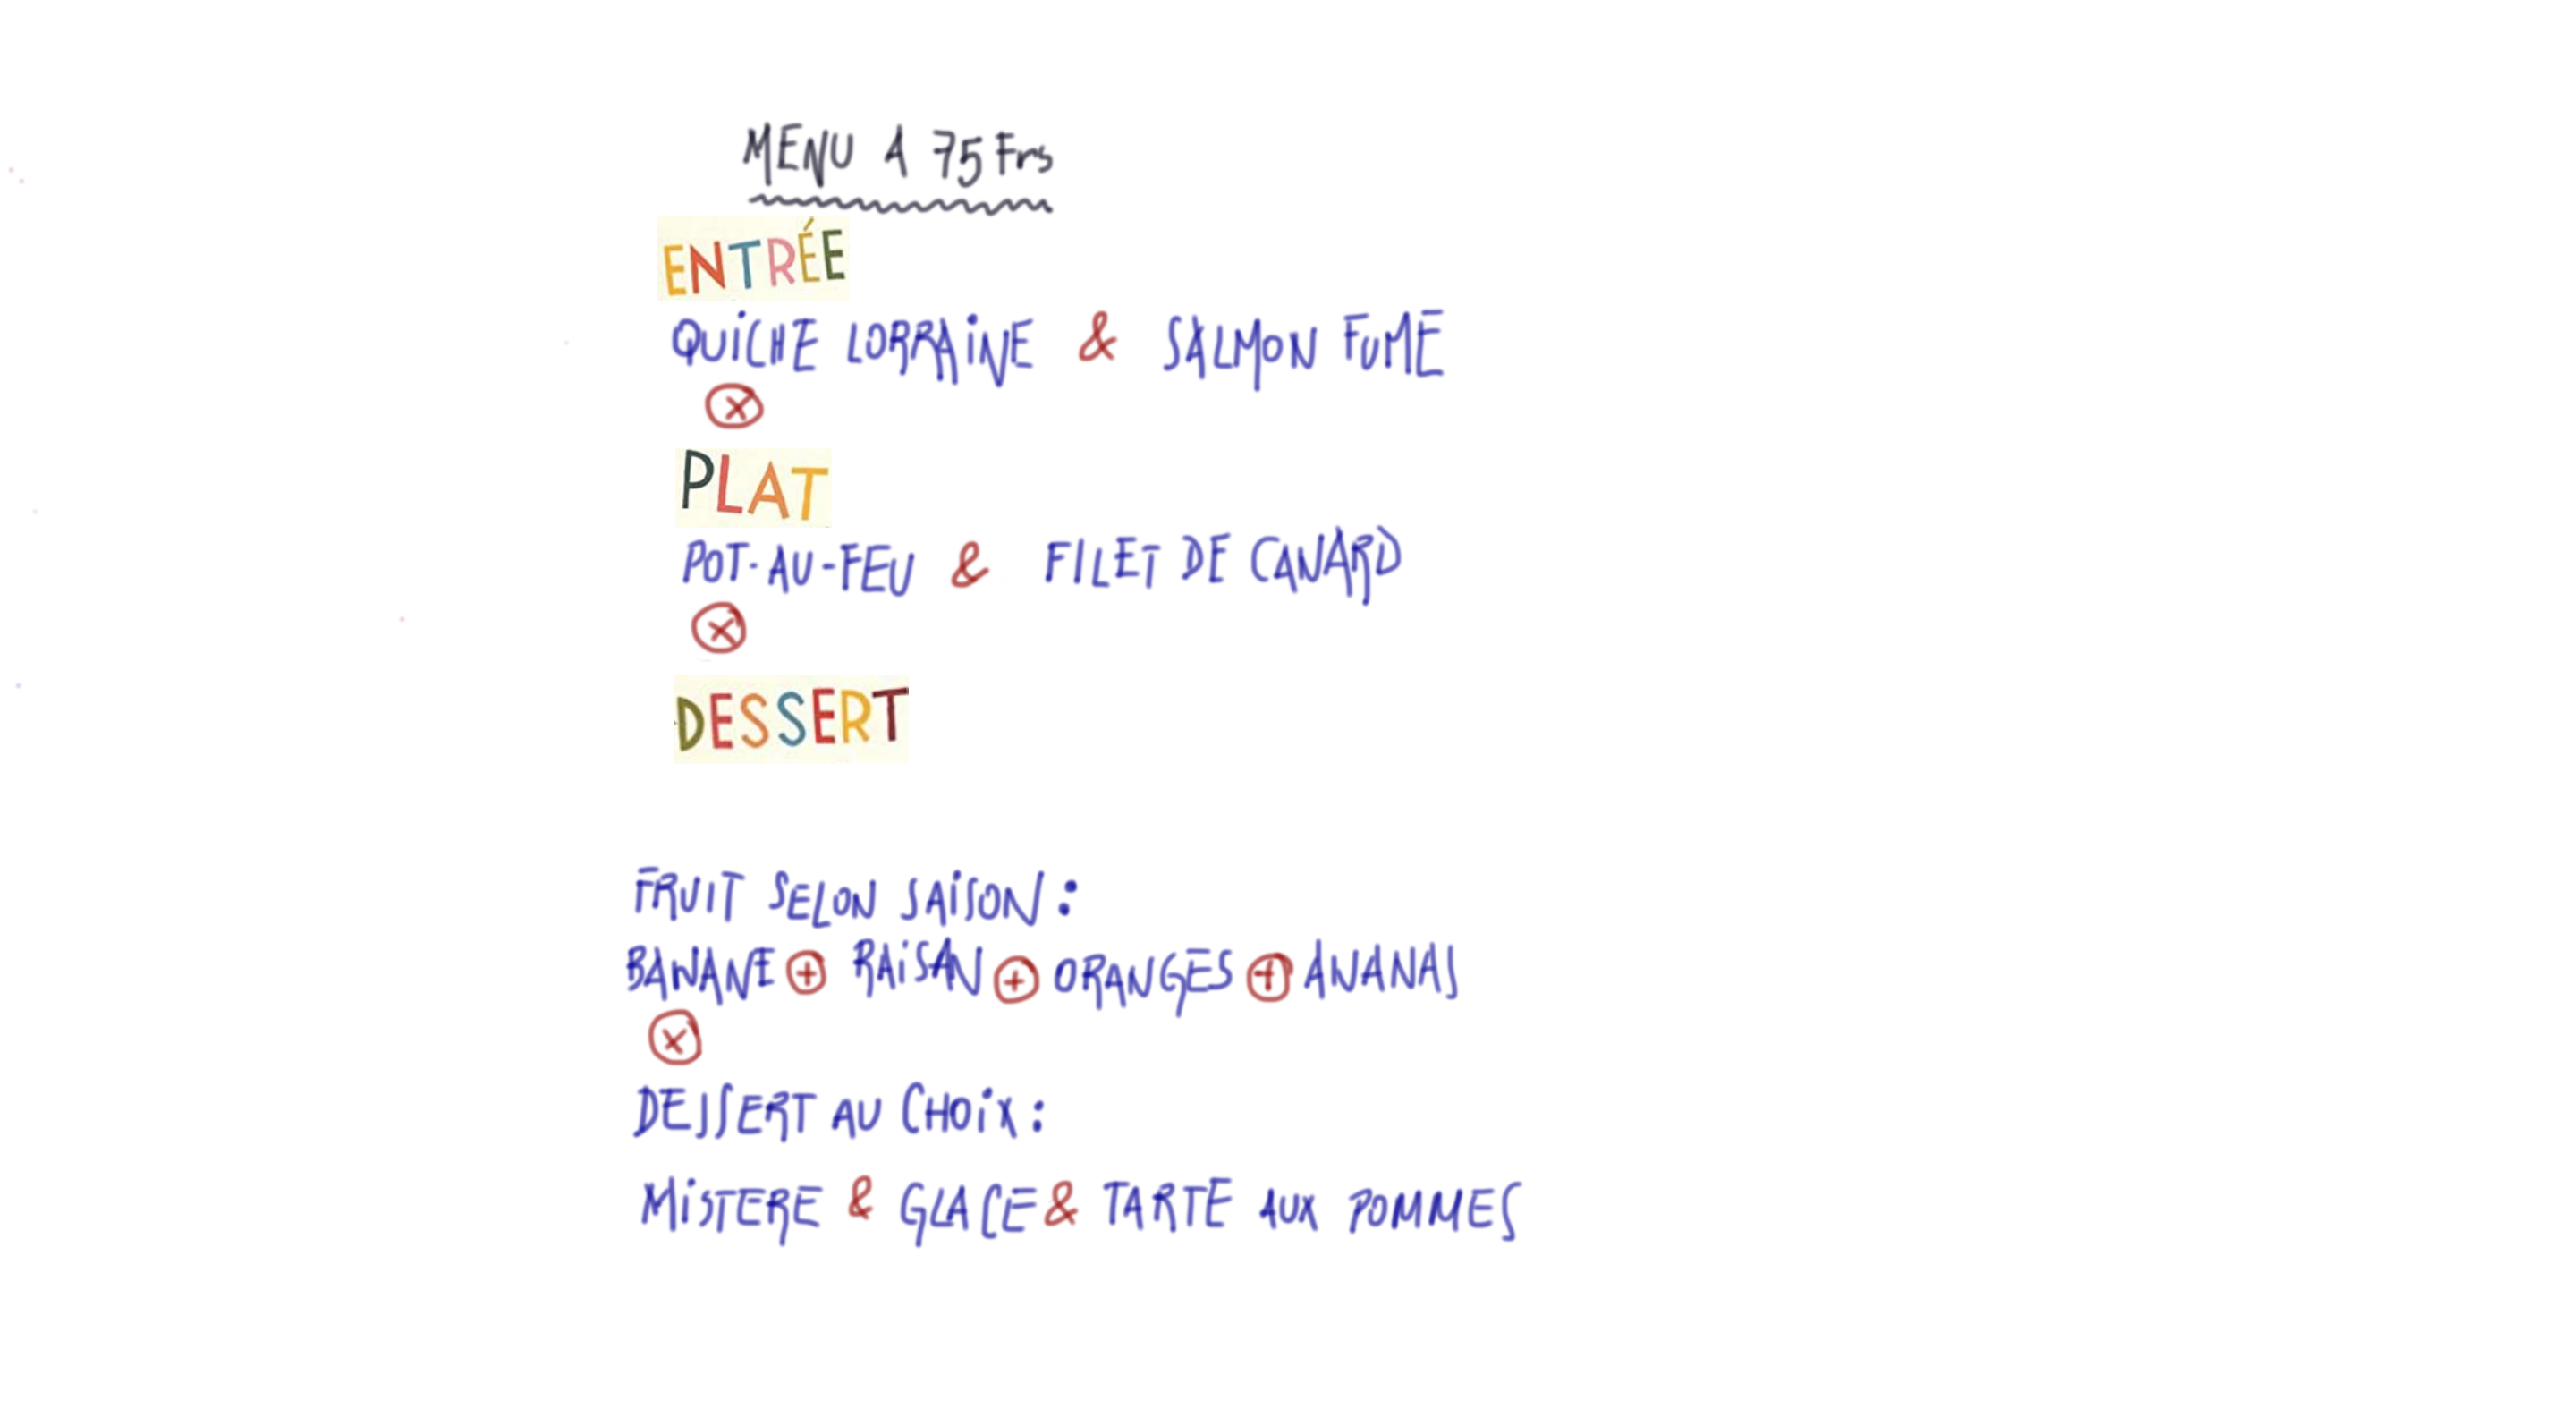 MENU A 75 Frs
ENTRÉE
QUiCHE LORRAiNE & SALMON FUME
⊗
PLAT
POT-AU-FEU & FILET DE CANARD
⊗
DESSERT
FRUIT SELON SAiSON :
BANANE ⊕ RAiSAN ⊕ ORANGES ⊕ ANANAS
⊗
DESSERT AU CHOiX :
MiSTERE & GLACE & TARTE AUX POMMES